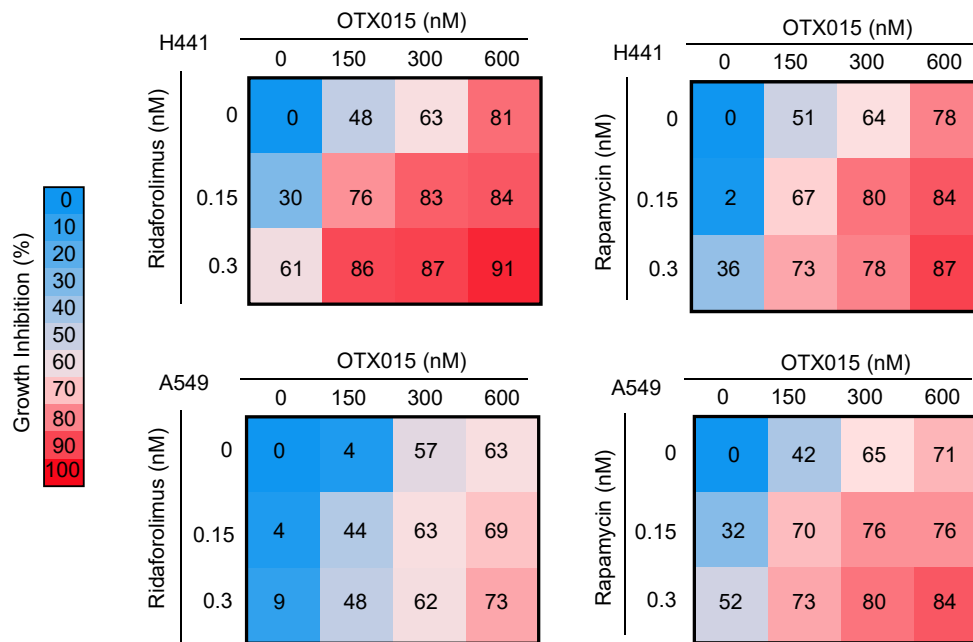 OTX015 (nM)
H441
0 150 300 600
Ridaforolimus (nM)
0 0 48 63 81
0.15 30 76 83 84
0.3 61 86 87 91
OTX015 (nM)
H441
0 150 300 600
Rapamycin (nM)
0 0 51 64 78
0.15 2 67 80 84
0.3 36 73 78 87
Growth Inhibition (%)
0
10
20
30
40
50
60
70
80
90
100
OTX015 (nM)
A549
0 150 300 600
Ridaforolimus (nM)
0 0 4 57 63
0.15 4 44 63 69
0.3 9 48 62 73
OTX015 (nM)
A549
0 150 300 600
Rapamycin (nM)
0 0 42 65 71
0.15 32 70 76 76
0.3 52 73 80 84